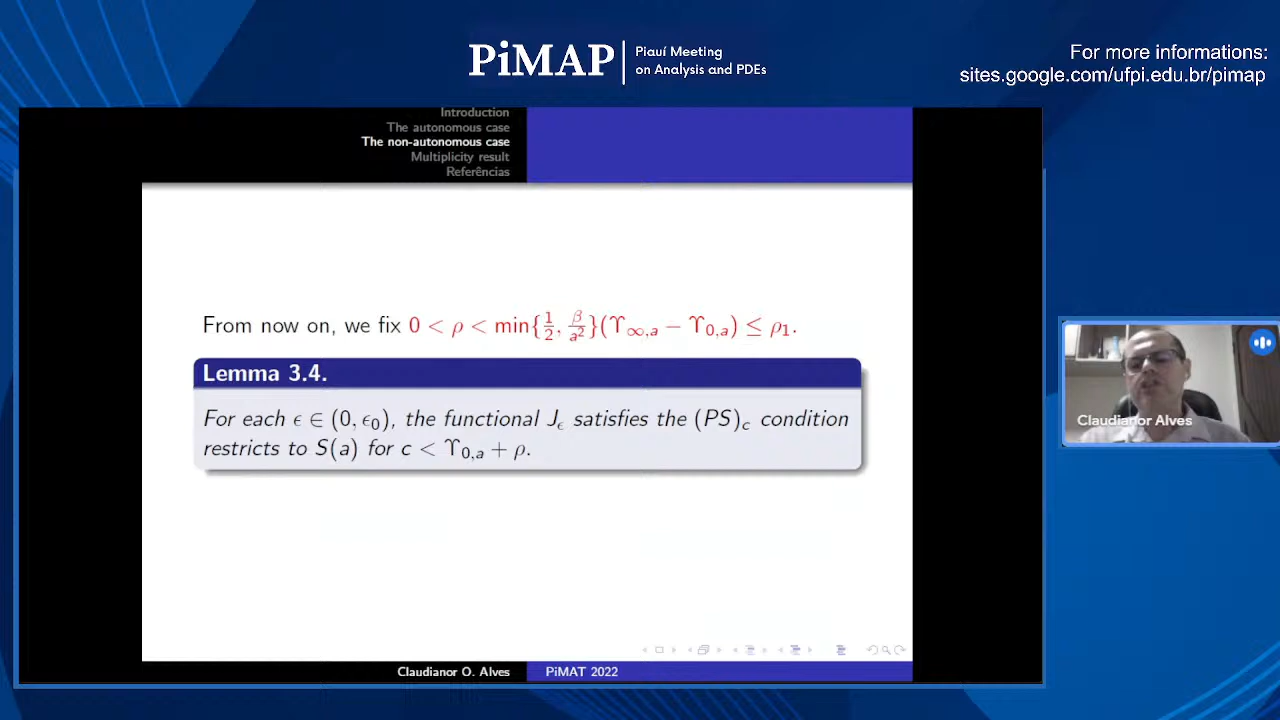 PiMAP
Piauí Meeting
on Analysis and PDEs
For more informations:
sites.google.com/ufpi.edu.br/pimap
Introduction
The autonomous case
The non-autonomous case
Multiplicity result
Referências
From now on, we fix 0 < ρ < min{1/2, β/a²}(ϒ∞,a − ϒ0,a) ≤ ρ1.
Lemma 3.4.
For each ϵ ∈ (0, ϵ0), the functional Jϵ satisfies the (PS)c condition
restricts to S(a) for c < ϒ0,a + ρ.
Claudianor Alves
Claudianor O. Alves
PiMAT 2022